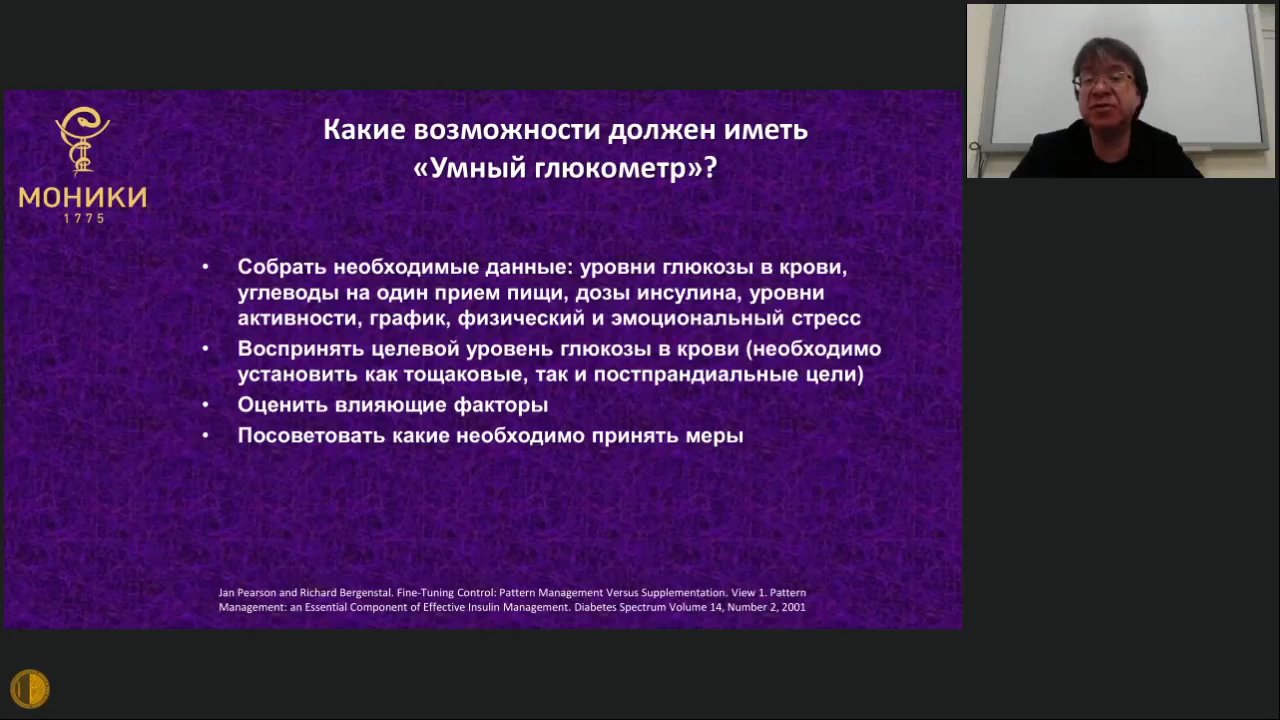 МОНИКИ
1775
Какие возможности должен иметь
«Умный глюкометр»?
• Собрать необходимые данные: уровни глюкозы в крови,
углеводы на один прием пищи, дозы инсулина, уровни
активности, график, физический и эмоциональный стресс
• Воспринять целевой уровень глюкозы в крови (необходимо
установить как тощаковые, так и постпрандиальные цели)
• Оценить влияющие факторы
• Посоветовать какие необходимо принять меры
Jan Pearson and Richard Bergenstal. Fine-Tuning Control: Pattern Management Versus Supplementation. View 1. Pattern
Management: an Essential Component of Effective Insulin Management. Diabetes Spectrum Volume 14, Number 2, 2001